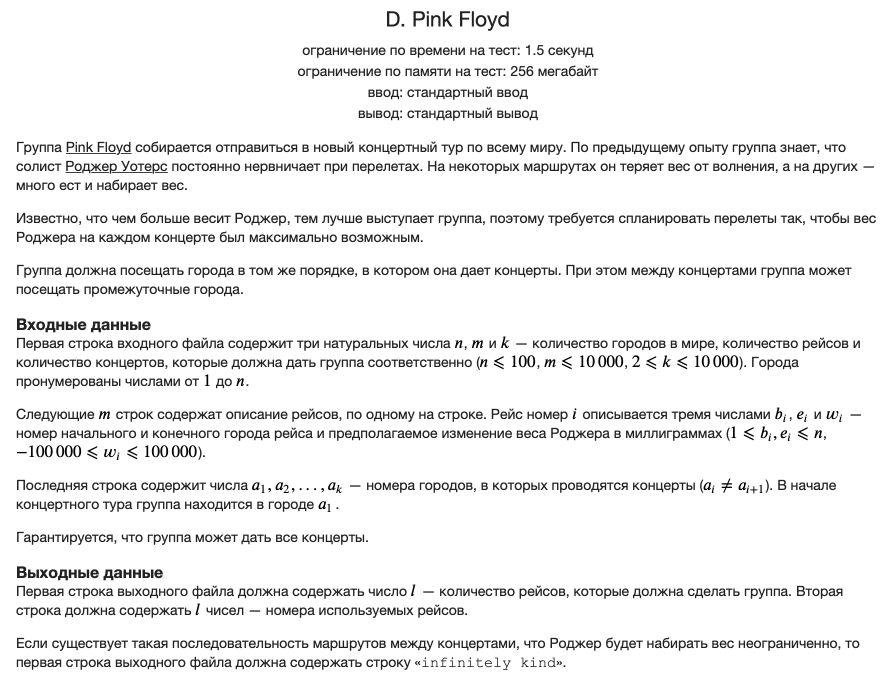 D. Pink Floyd
ограничение по времени на тест: 1.5 секунд
ограничение по памяти на тест: 256 мегабайт
ввод: стандартный ввод
вывод: стандартный вывод
Группа Pink Floyd собирается отправиться в новый концертный тур по всему миру. По предыдущему опыту группа знает, что
солист Роджер Уотерс постоянно нервничает при перелетах. На некоторых маршрутах он теряет вес от волнения, а на других —
много ест и набирает вес.
Известно, что чем больше весит Роджер, тем лучше выступает группа, поэтому требуется спланировать перелеты так, чтобы вес
Роджера на каждом концерте был максимально возможным.
Группа должна посещать города в том же порядке, в котором она дает концерты. При этом между концертами группа может
посещать промежуточные города.
Входные данные
Первая строка входного файла содержит три натуральных числа n, m и k — количество городов в мире, количество рейсов и
количество концертов, которые должна дать группа соответственно (n ⩽ 100, m ⩽ 10 000, 2 ⩽ k ⩽ 10 000). Города
пронумерованы числами от 1 до n.
Следующие m строк содержат описание рейсов, по одному на строке. Рейс номер i описывается тремя числами b_i, e_i и w_i —
номер начального и конечного города рейса и предполагаемое изменение веса Роджера в миллиграммах (1 ⩽ b_i, e_i ⩽ n,
−100 000 ⩽ w_i ⩽ 100 000).
Последняя строка содержит числа a_1, a_2, . . . , a_k — номера городов, в которых проводятся концерты (a_i ≠ a_{i+1}). В начале
концертного тура группа находится в городе a_1 .
Гарантируется, что группа может дать все концерты.
Выходные данные
Первая строка выходного файла должна содержать число l — количество рейсов, которые должна сделать группа. Вторая
строка должна содержать l чисел — номера используемых рейсов.
Если существует такая последовательность маршрутов между концертами, что Роджер будет набирать вес неограниченно, то
первая строка выходного файла должна содержать строку «infinitely kind».